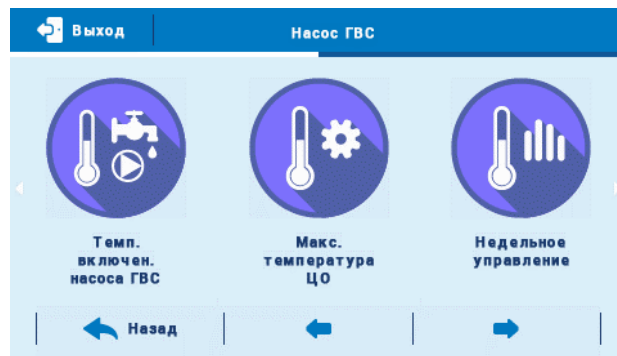 Выход
Насос ГВС
Темп.
включен.
насоса ГВС
Макс.
температура
ЦО
Недельное
управление
Назад